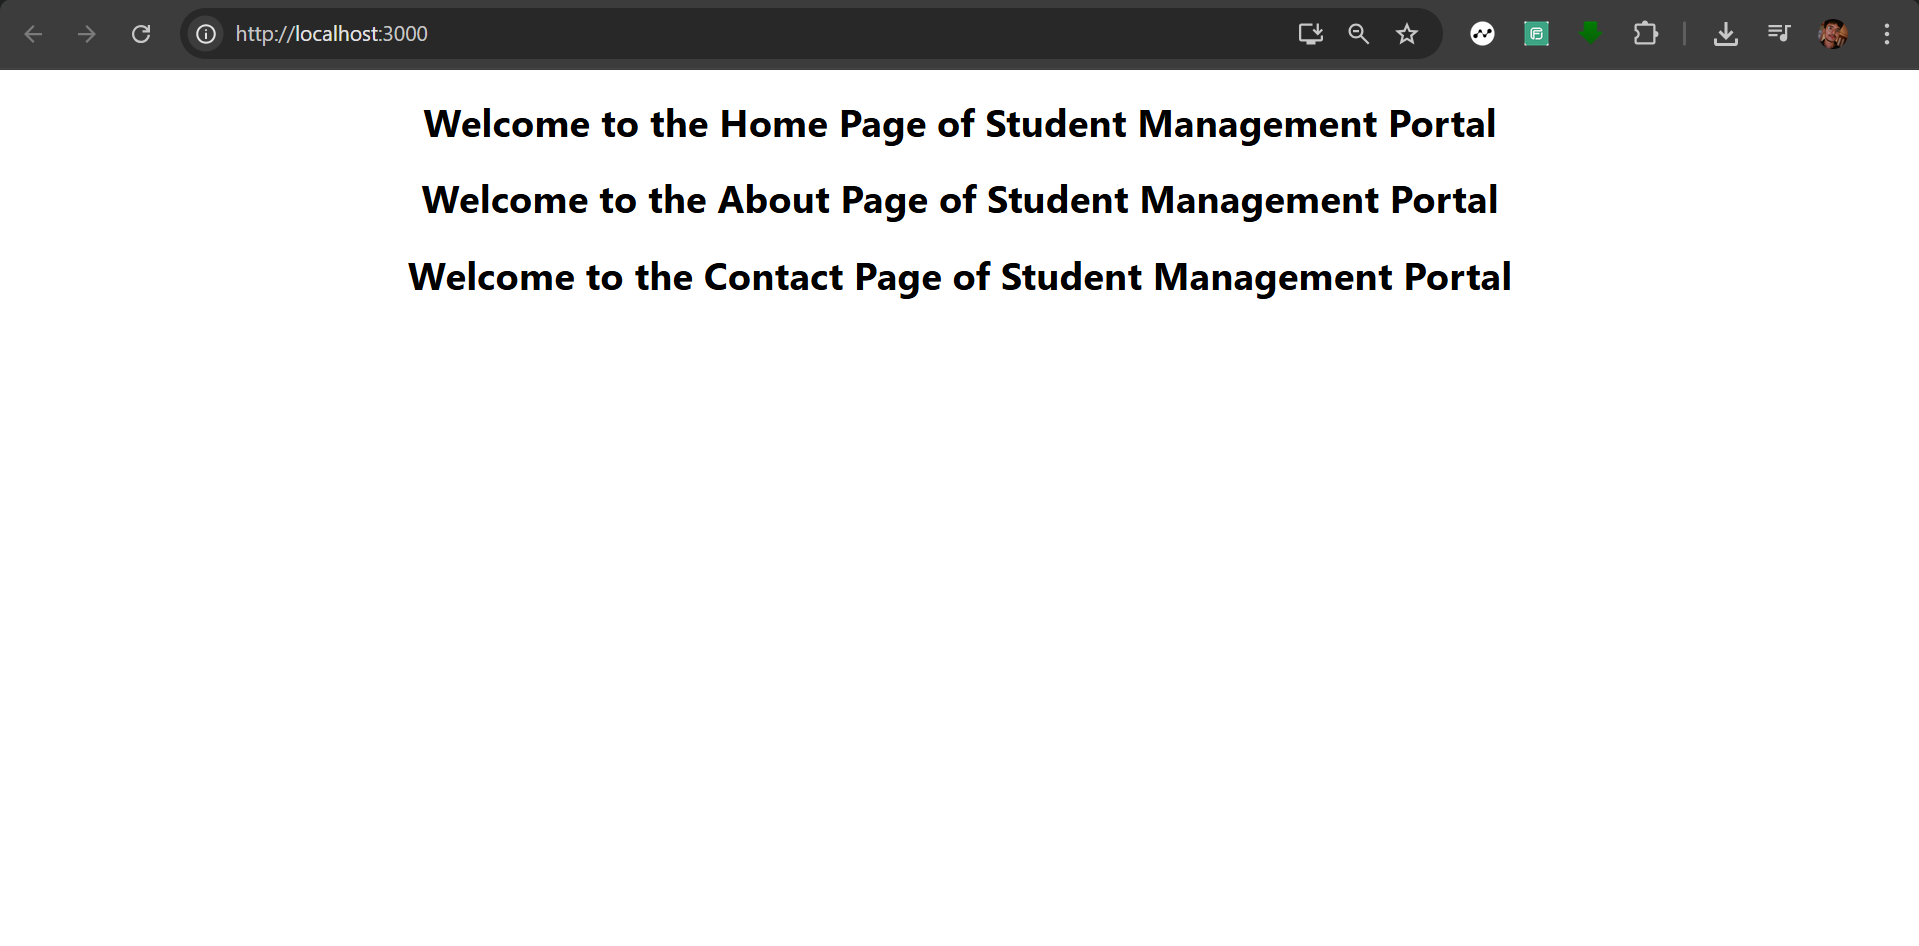 http://localhost:3000
Welcome to the Home Page of Student Management Portal
Welcome to the About Page of Student Management Portal
Welcome to the Contact Page of Student Management Portal